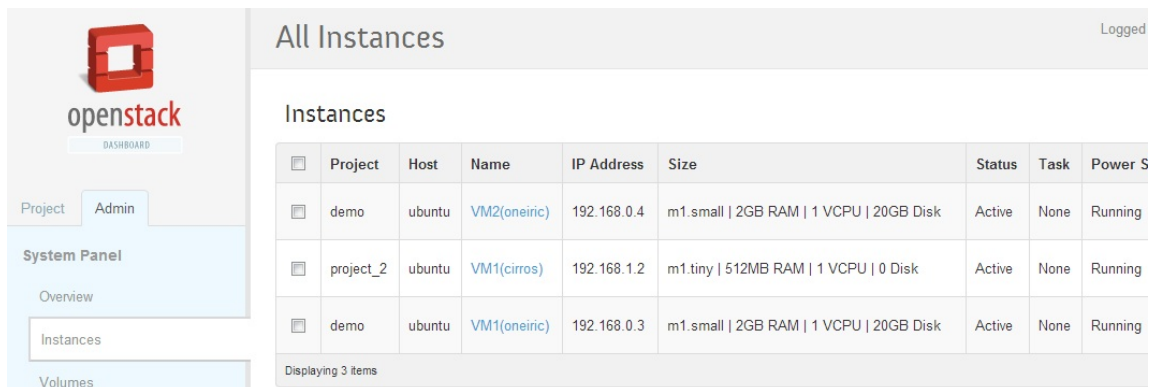 All Instances
Logged
openstack
DASHBOARD
Project Admin
System Panel
Overview
Instances
Volumes
Instances
Project Host Name IP Address Size Status Task Power S
demo ubuntu VM2(oneiric) 192.168.0.4 m1.small | 2GB RAM | 1 VCPU | 20GB Disk Active None Running
project_2 ubuntu VM1(cirros) 192.168.1.2 m1.tiny | 512MB RAM | 1 VCPU | 0 Disk Active None Running
demo ubuntu VM1(oneiric) 192.168.0.3 m1.small | 2GB RAM | 1 VCPU | 20GB Disk Active None Running
Displaying 3 items